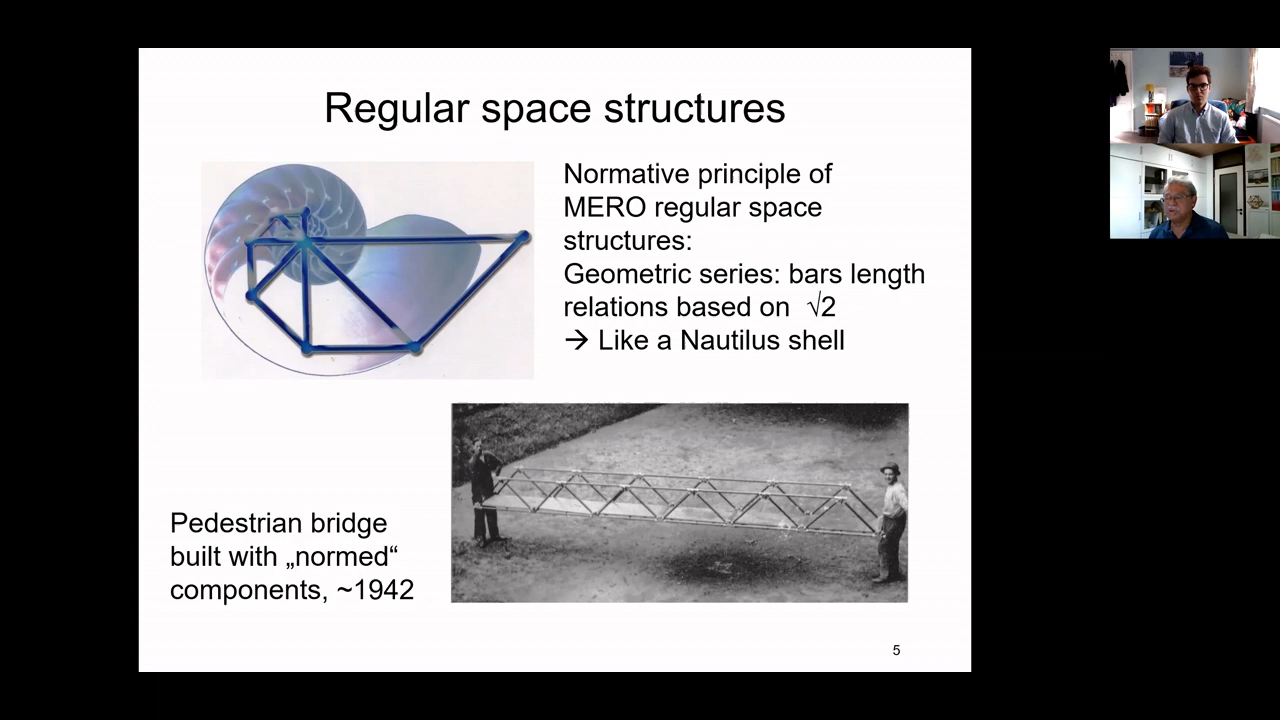 Regular space structures
Normative principle of
MERO regular space
structures:
Geometric series: bars length
relations based on √2
→ Like a Nautilus shell
Pedestrian bridge
built with „normed“
components, ~1942
5